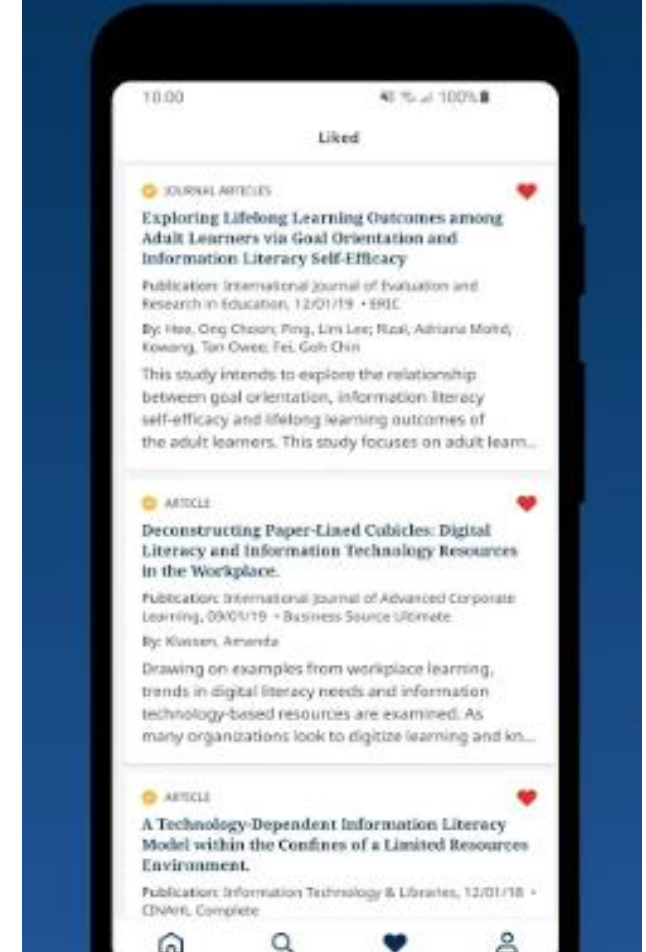 10:00 100%
Liked
JOURNAL ARTICLES
Exploring Lifelong Learning Outcomes among
Adult Learners via Goal Orientation and
Information Literacy Self-Efficacy
Publication: International Journal of Evaluation and
Research in Education, 12/01/19 • ERIC
By: Hee, Ong Choon; Ping, Lim Lee; Rizal, Adriana Mohd;
Kowang, Tan Owee; Fei, Goh Chin
This study intends to explore the relationship
between goal orientation, information literacy
self-efficacy and lifelong learning outcomes of
the adult learners. This study focuses on adult learn...
ARTICLE
Deconstructing Paper-Lined Cubicles: Digital
Literacy and Information Technology Resources
in the Workplace.
Publication: International Journal of Advanced Corporate
Learning, 09/01/19 • Business Source Ultimate
By: Klassen, Amanda
Drawing on examples from workplace learning,
trends in digital literacy needs and information
technology-based resources are examined. As
many organizations look to digitize learning and kn...
ARTICLE
A Technology-Dependent Information Literacy
Model within the Confines of a Limited Resources
Environment.
Publication: Information Technology & Libraries, 12/01/18 •
CINAHL Complete